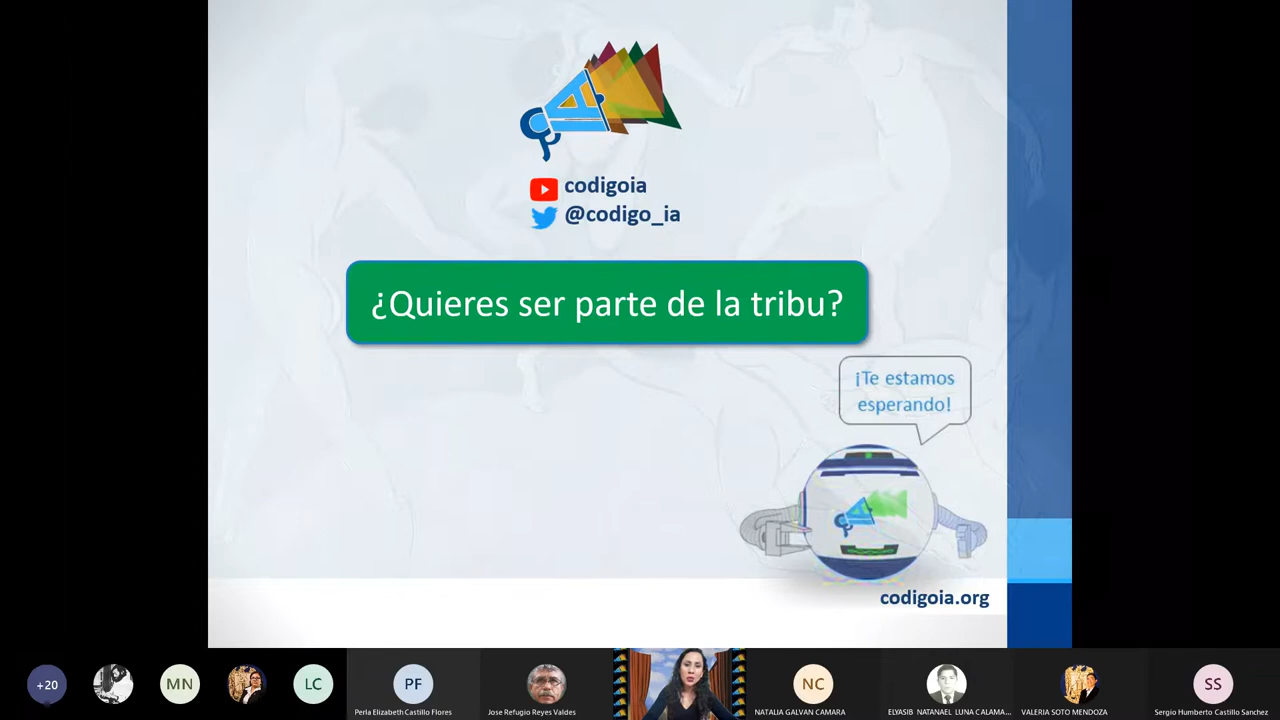 codigoia
@codigo_ia
¿Quieres ser parte de la tribu?
¡Te estamos
esperando!
codigoia.org
+20
MN
LC
PF
NC
SS
Perla Elizabeth Castillo Flores
Jose Refugio Reyes Valdes
NATALIA GALVAN CAMARA
ELYASIB NATANAEL LUNA CALAMA...
VALERIA SOTO MENDOZA
Sergio Humberto Castillo Sanchez